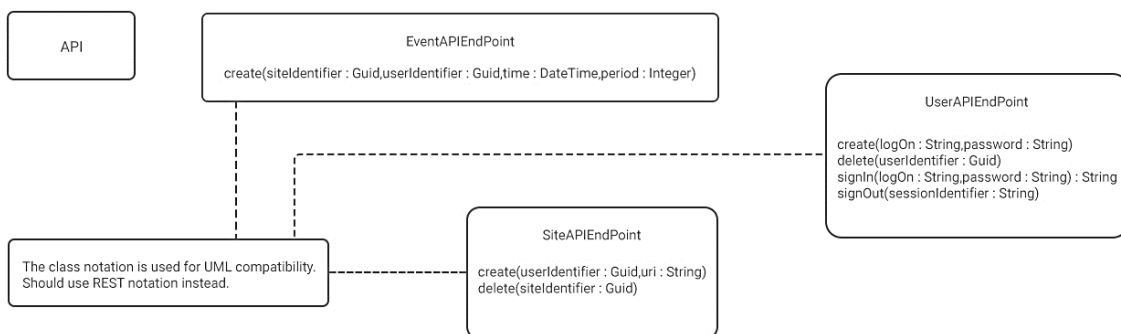 API
EventAPIEndPoint
create(siteIdentifier : Guid,userIdentifier : Guid,time : DateTime,period : Integer)
UserAPIEndPoint
create(logOn : String,password : String)
delete(userIdentifier : Guid)
signIn(logOn : String,password : String) : String
signOut(sessionIdentifier : String)
SiteAPIEndPoint
create(userIdentifier : Guid,uri : String)
delete(siteIdentifier : Guid)
The class notation is used for UML compatibility.
Should use REST notation instead.